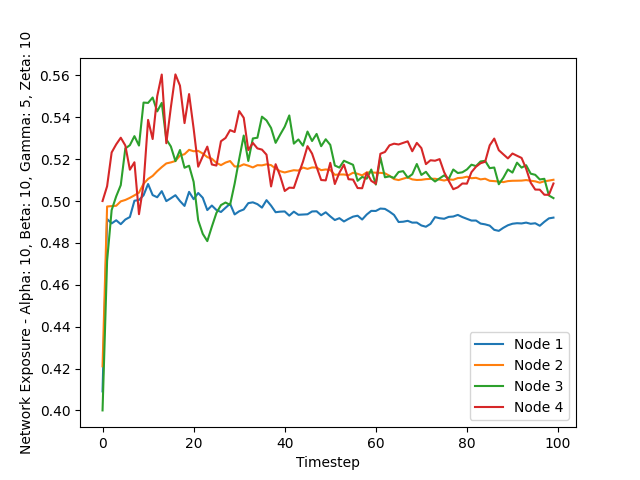 Network Exposure - Alpha: 10, Beta: 10, Gamma: 5, Zeta: 10
0.56
0.54
0.52
0.50
0.48
0.46
0.44
0.42
0.40
0 20 40 60 80 100
Timestep
Node 1
Node 2
Node 3
Node 4